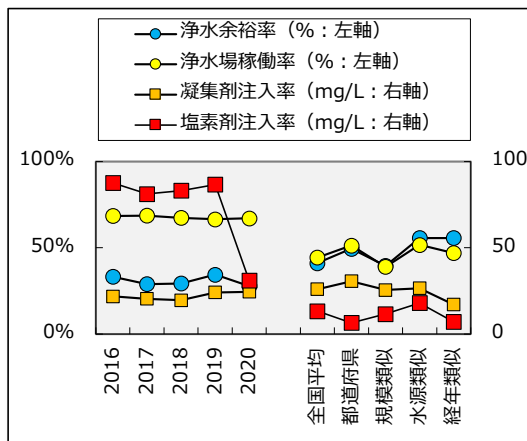 浄水余裕率（%：左軸）
浄水場稼働率（%：左軸）
凝集剤注入率（mg/L：右軸）
塩素剤注入率（mg/L：右軸）
100%
50%
0%
100
50
0
2016
2017
2018
2019
2020
全国平均
都道府県
規模類似
水源類似
経年類似